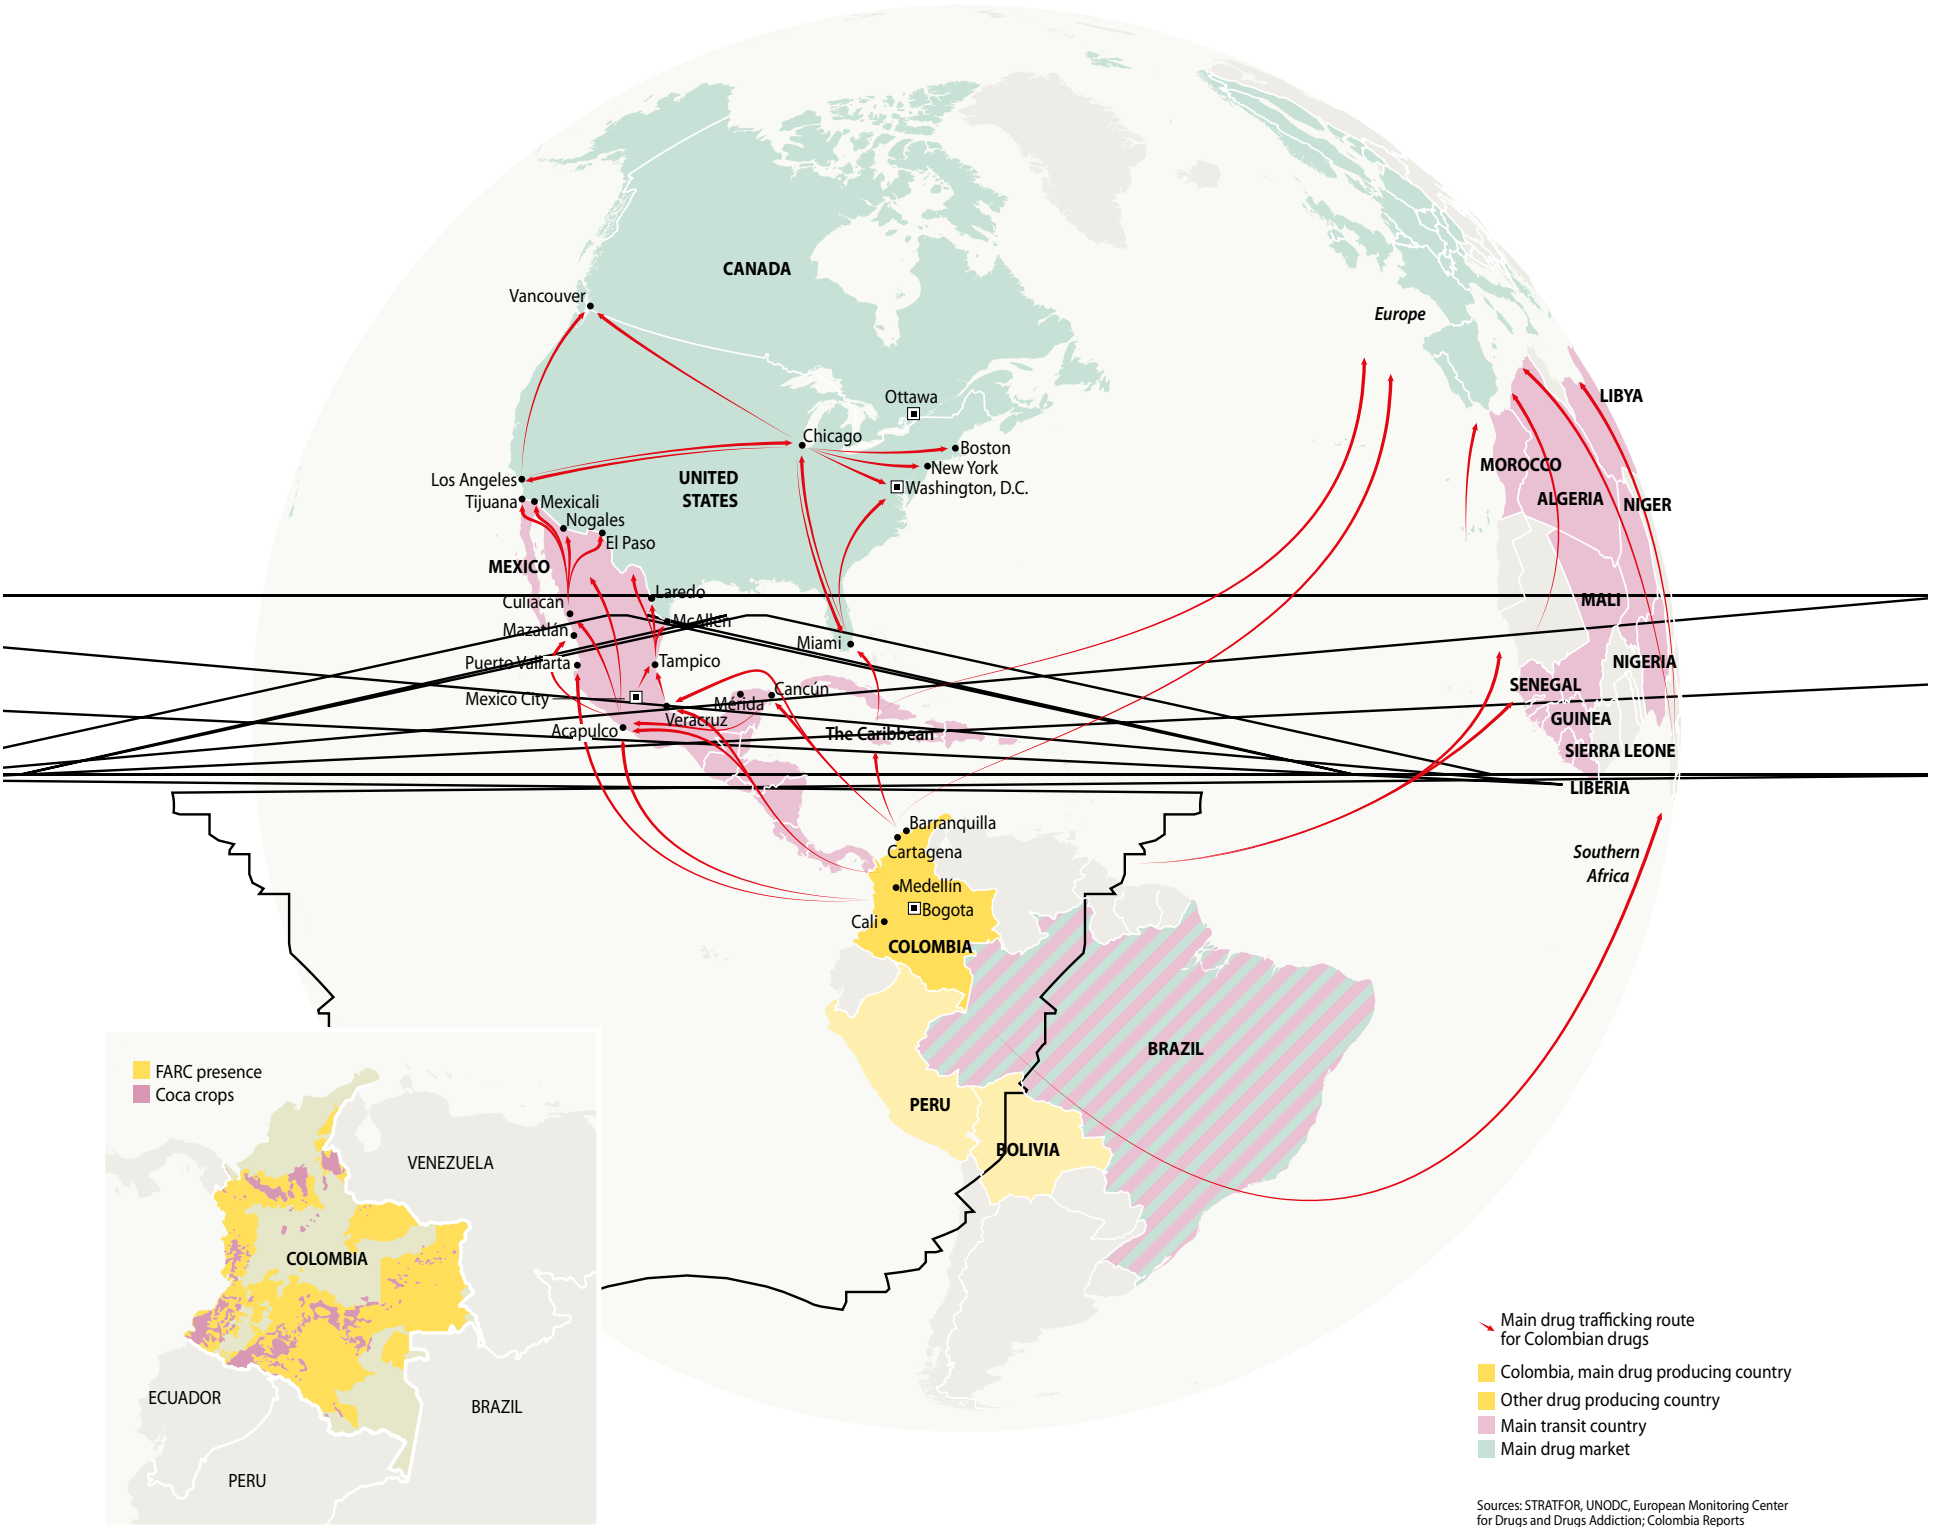 CANADA
Vancouver
Europe
Ottawa
LIBYA
Chicago
Boston
New York
Washington, D.C.
UNITED
STATES
Los Angeles
Tijuana
Mexicali
Nogales
El Paso
MOROCCO
ALGERIA
NIGER
MEXICO
Laredo
Culiacán
McAllen
Mazatlán
MALI
Miami
Puerto Vallarta
Tampico
NIGERIA
Mexico City
Cancún
Mérida
SENEGAL
Veracruz
GUINEA
Acapulco
The Caribbean
SIERRA LEONE
LIBERIA
Barranquilla
Cartagena
Southern
Africa
Medellín
Bogota
Cali
COLOMBIA
BRAZIL
PERU
BOLIVIA
FARC presence
Coca crops
VENEZUELA
COLOMBIA
ECUADOR
BRAZIL
PERU
Main drug trafficking route
for Colombian drugs
Colombia, main drug producing country
Other drug producing country
Main transit country
Main drug market
Sources: STRATFOR, UNODC, European Monitoring Center
for Drugs and Drugs Addiction; Colombia Reports